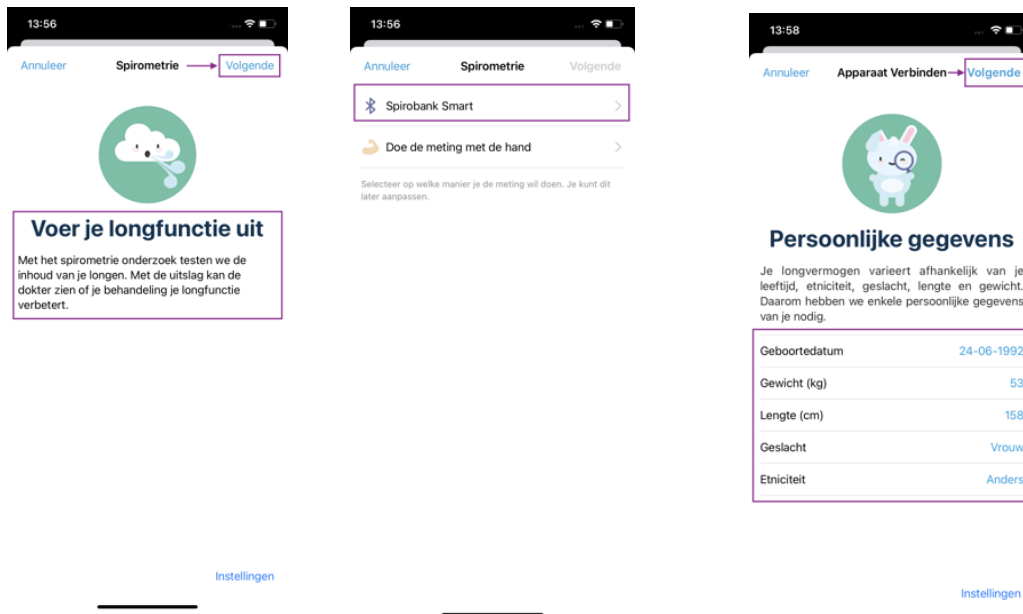 13:56
Annuleer Spirometrie Volgende
Voer je longfunctie uit
Met het spirometrie onderzoek testen we de
inhoud van je longen. Met de uitslag kan de
dokter zien of je behandeling je longfunctie
verbetert.
Instellingen
13:56
Annuleer Spirometrie Volgende
Spirobank Smart
Doe de meting met de hand
Selecteer op welke manier je de meting wil doen. Je kunt dit
later aanpassen.
13:58
Annuleer Apparaat Verbinden Volgende
Persoonlijke gegevens
Je longvermogen varieert afhankelijk van je
leeftijd, etniciteit, geslacht, lengte en gewicht.
Daarom hebben we enkele persoonlijke gegevens
van je nodig.
Geboortedatum 24-06-1992
Gewicht (kg) 53
Lengte (cm) 158
Geslacht Vrouw
Etniciteit Anders
Instellingen